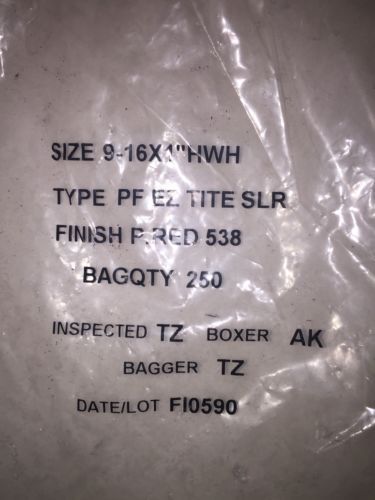 SIZE 9-16X1"HWH
TYPE PF EZ TITE SLR
FINISH P.RED 538
BAGQTY 250
INSPECTED TZ BOXER AK
BAGGER TZ
DATE/LOT FI0590